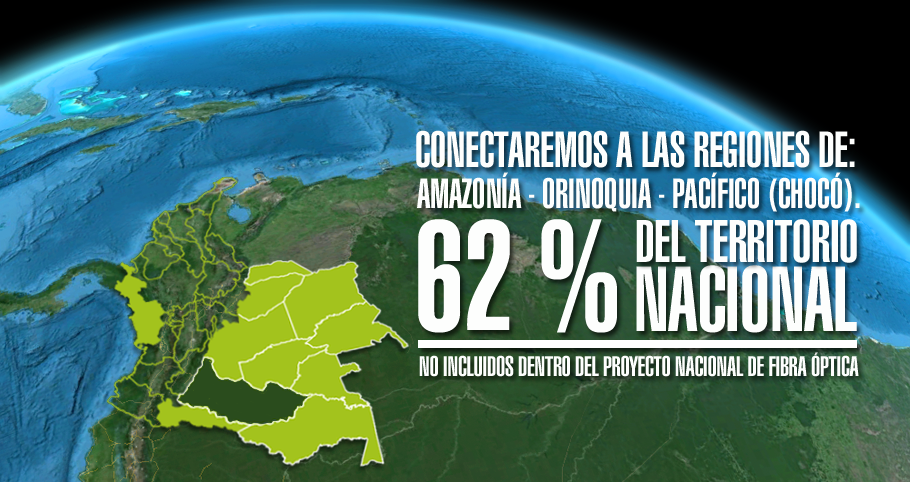 CONECTAREMOS A LAS REGIONES DE:
AMAZONÍA - ORINOQUIA - PACÍFICO (CHOCÓ).
62 % DEL TERRITORIO
NACIONAL
NO INCLUIDOS DENTRO DEL PROYECTO NACIONAL DE FIBRA ÓPTICA